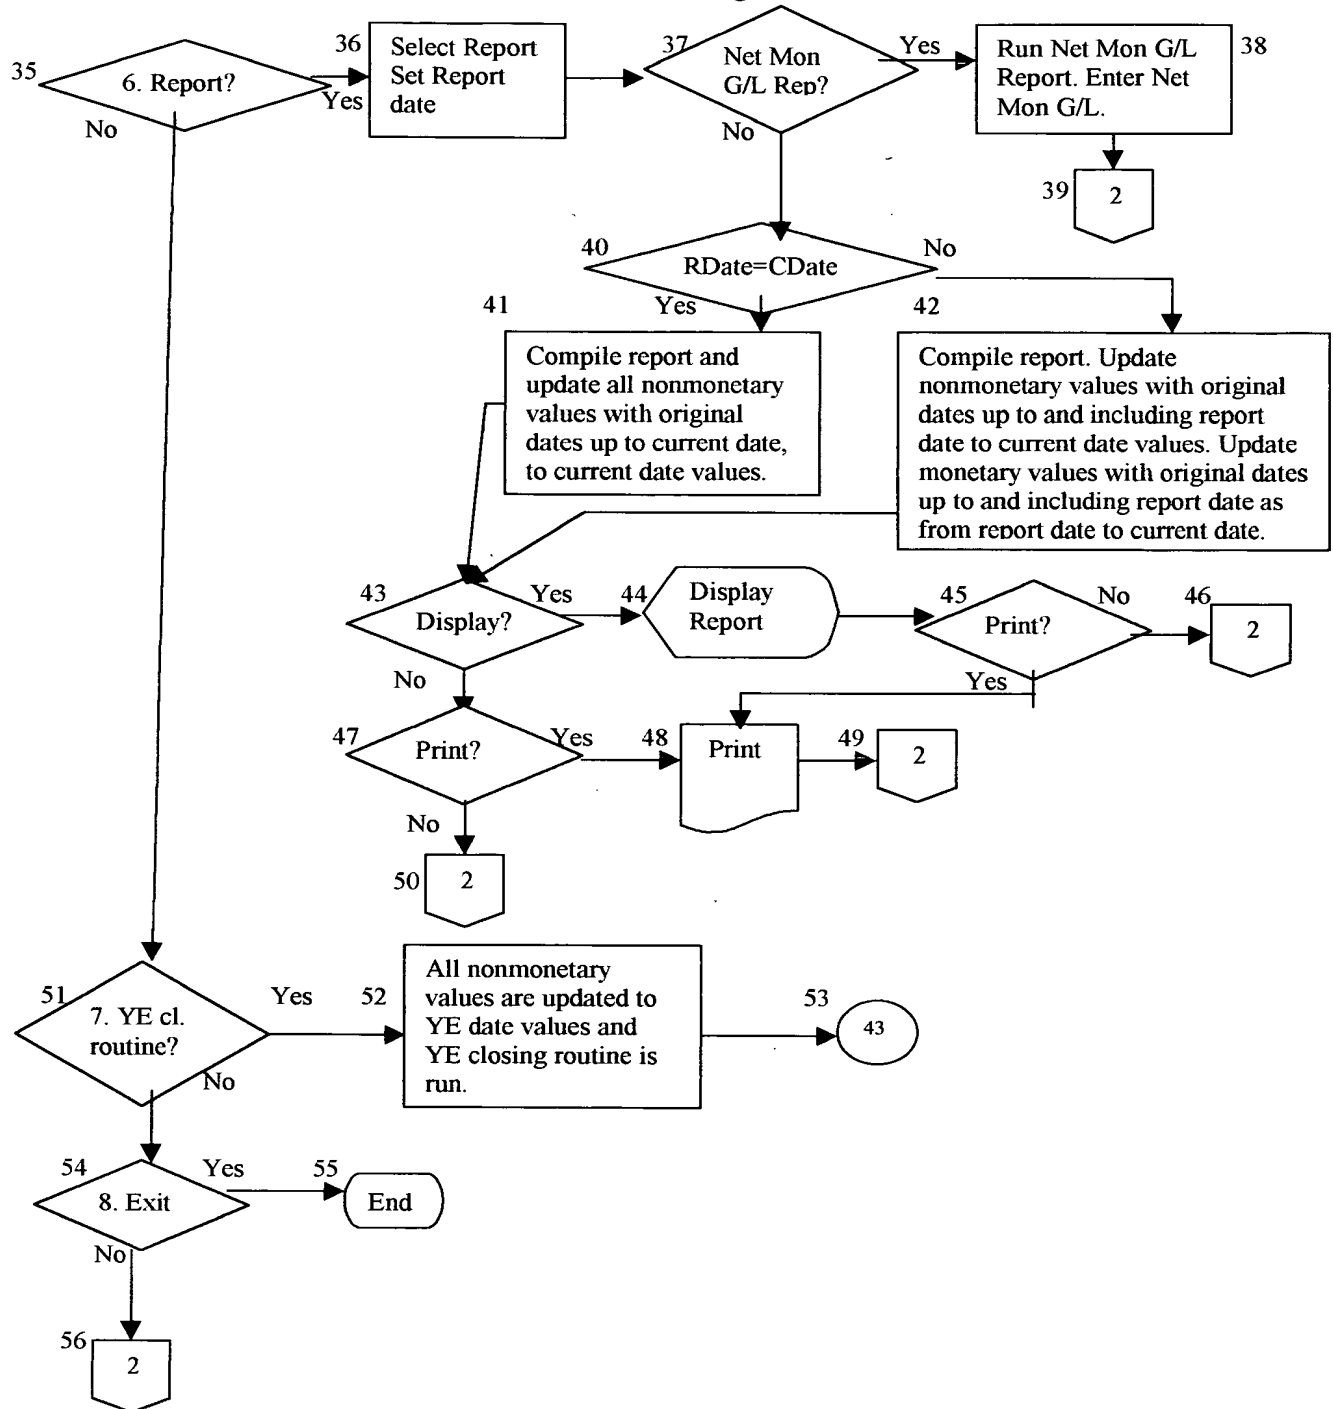 35
6. Report?
Yes
No
36
Select Report
Set Report
date
37
Net Mon
G/L Rep?
Yes
No
Run Net Mon G/L
Report. Enter Net
Mon G/L.
38
39
2
40
RDate=CDate
No
Yes
41
Compile report and
update all nonmonetary
values with original
dates up to current date,
to current date values.
42
Compile report. Update
nonmonetary values with original
dates up to and including report
date to current date values. Update
monetary values with original dates
up to and including report date as
from report date to current date.
43
Display?
Yes
No
44
Display
Report
45
Print?
No
Yes
46
2
47
Print?
Yes
No
48
Print
49
2
50
2
51
7. YE cl.
routine?
Yes
No
52
All nonmonetary
values are updated to
YE date values and
YE closing routine is
run.
53
43
54
8. Exit
Yes
No
55
End
56
2